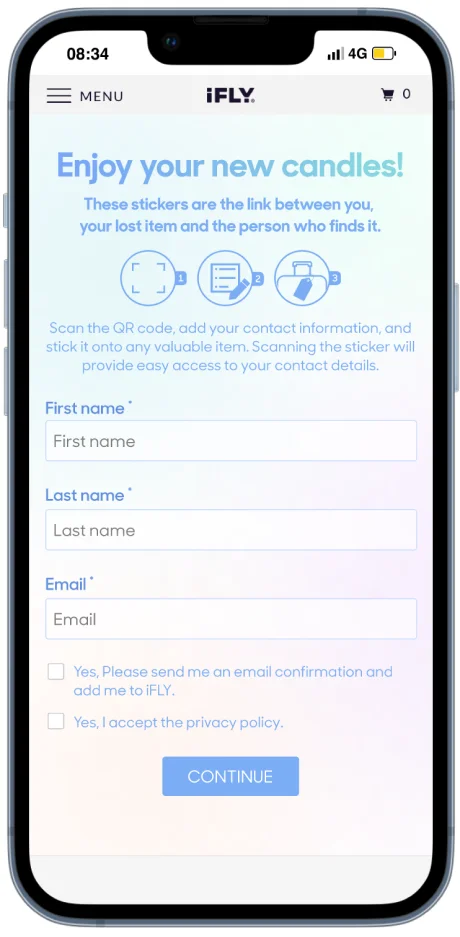 08:34
4G
MENU
iFLY.
0
Enjoy your new candles!
These stickers are the link between you,
your lost item and the person who finds it.
1
2
3
Scan the QR code, add your contact information, and
stick it onto any valuable item. Scanning the sticker will
provide easy access to your contact details.
First name *
First name
Last name *
Last name
Email *
Email
Yes, Please send me an email confirmation and
add me to iFLY.
Yes, I accept the privacy policy.
CONTINUE